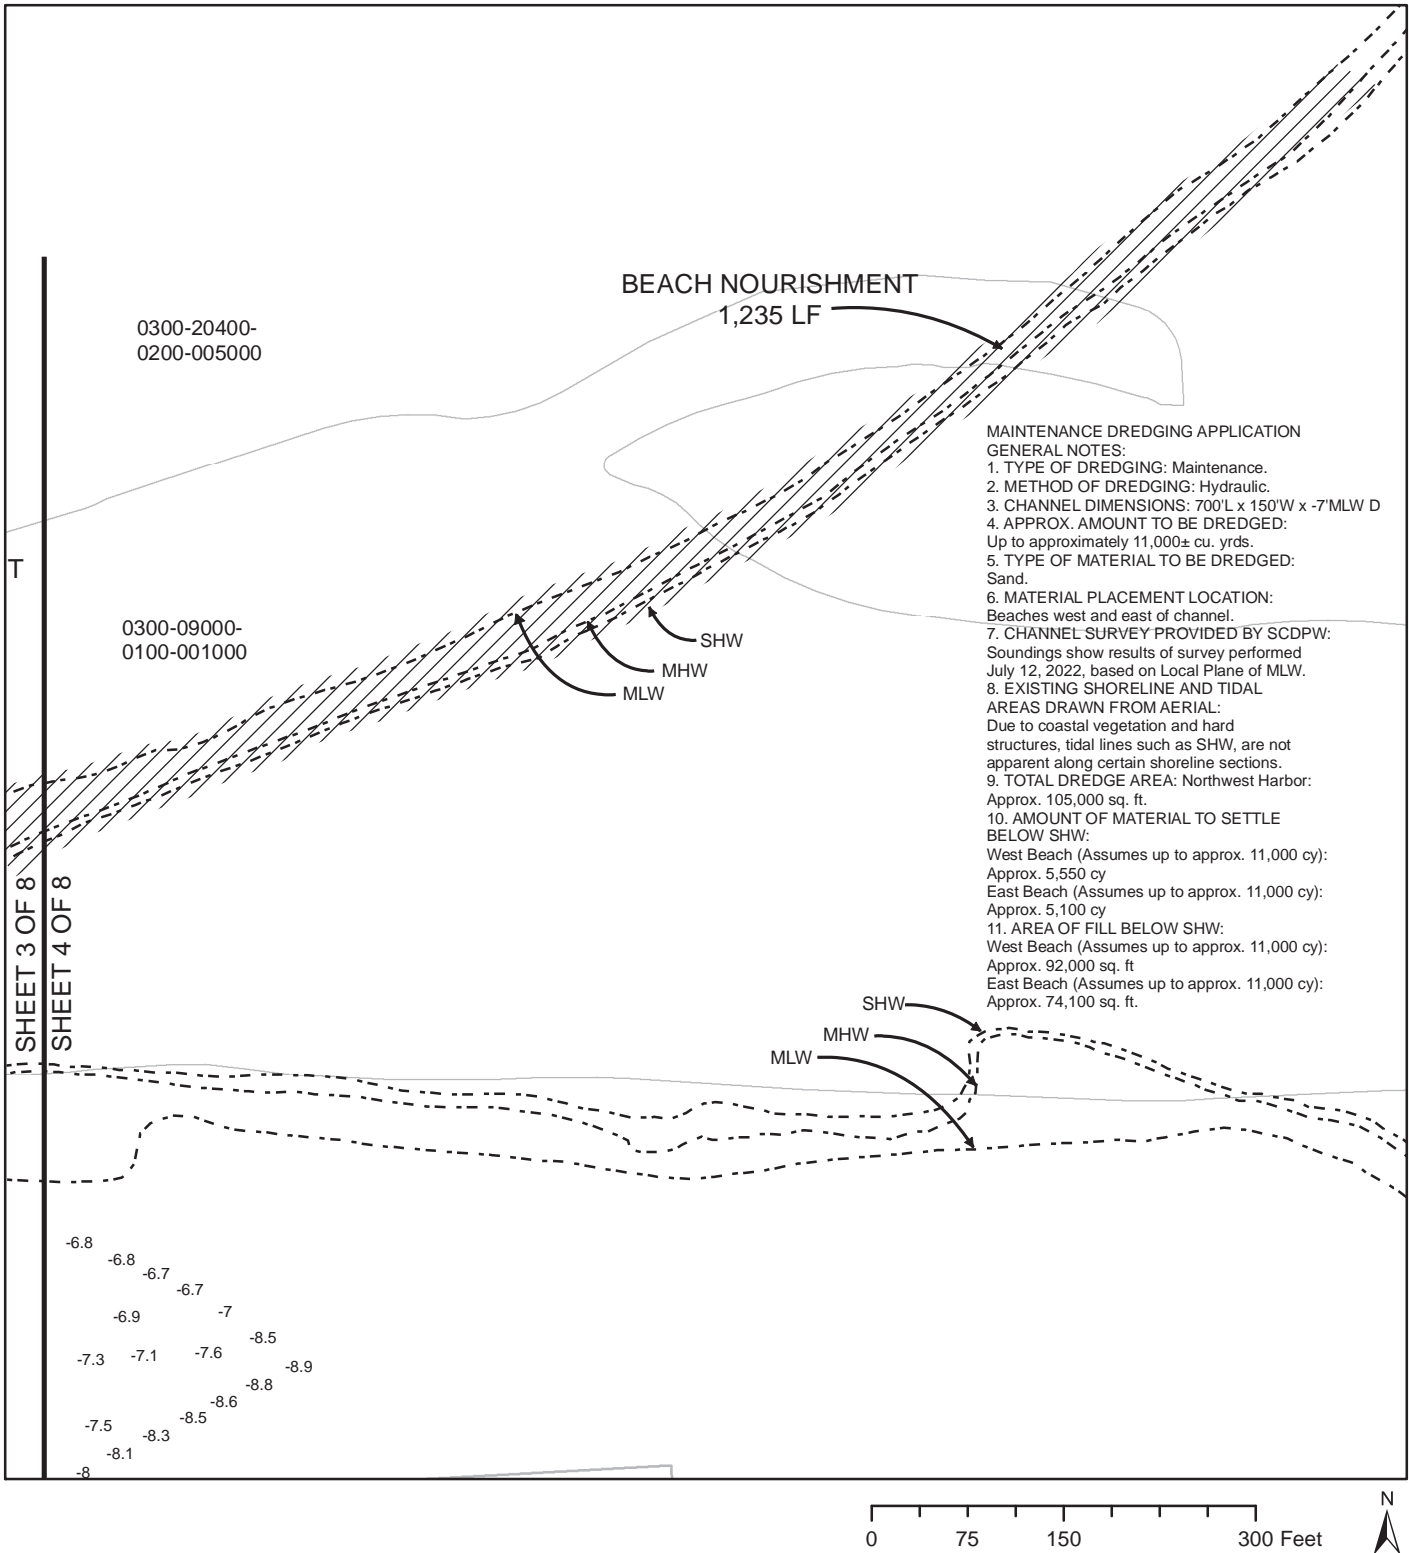 BEACH NOURISHMENT
1,235 LF
0300-20400-
0200-005000
T
0300-09000-
0100-001000
SHW
MHW
MLW
MAINTENANCE DREDGING APPLICATION
GENERAL NOTES:
1. TYPE OF DREDGING: Maintenance.
2. METHOD OF DREDGING: Hydraulic.
3. CHANNEL DIMENSIONS: 700'L x 150'W x -7'MLW D
4. APPROX. AMOUNT TO BE DREDGED:
Up to approximately 11,000± cu. yrds.
5. TYPE OF MATERIAL TO BE DREDGED:
Sand.
6. MATERIAL PLACEMENT LOCATION:
Beaches west and east of channel.
7. CHANNEL SURVEY PROVIDED BY SCDPW:
Soundings show results of survey performed
July 12, 2022, based on Local Plane of MLW.
8. EXISTING SHORELINE AND TIDAL
AREAS DRAWN FROM AERIAL:
Due to coastal vegetation and hard
structures, tidal lines such as SHW, are not
apparent along certain shoreline sections.
9. TOTAL DREDGE AREA: Northwest Harbor:
Approx. 105,000 sq. ft.
10. AMOUNT OF MATERIAL TO SETTLE
BELOW SHW:
West Beach (Assumes up to approx. 11,000 cy):
Approx. 5,550 cy
East Beach (Assumes up to approx. 11,000 cy):
Approx. 5,100 cy
11. AREA OF FILL BELOW SHW:
West Beach (Assumes up to approx. 11,000 cy):
Approx. 92,000 sq. ft
East Beach (Assumes up to approx. 11,000 cy):
Approx. 74,100 sq. ft.
SHEET 3 OF 8
SHEET 4 OF 8
SHW
MHW
MLW
-6.8
-6.8
-6.7
-6.7
-7
-6.9
-8.5
-7.3
-7.1
-7.6
-8.9
-8.8
-8.6
-8.5
-7.5
-8.3
-8.1
-8
N
0 75 150 300 Feet